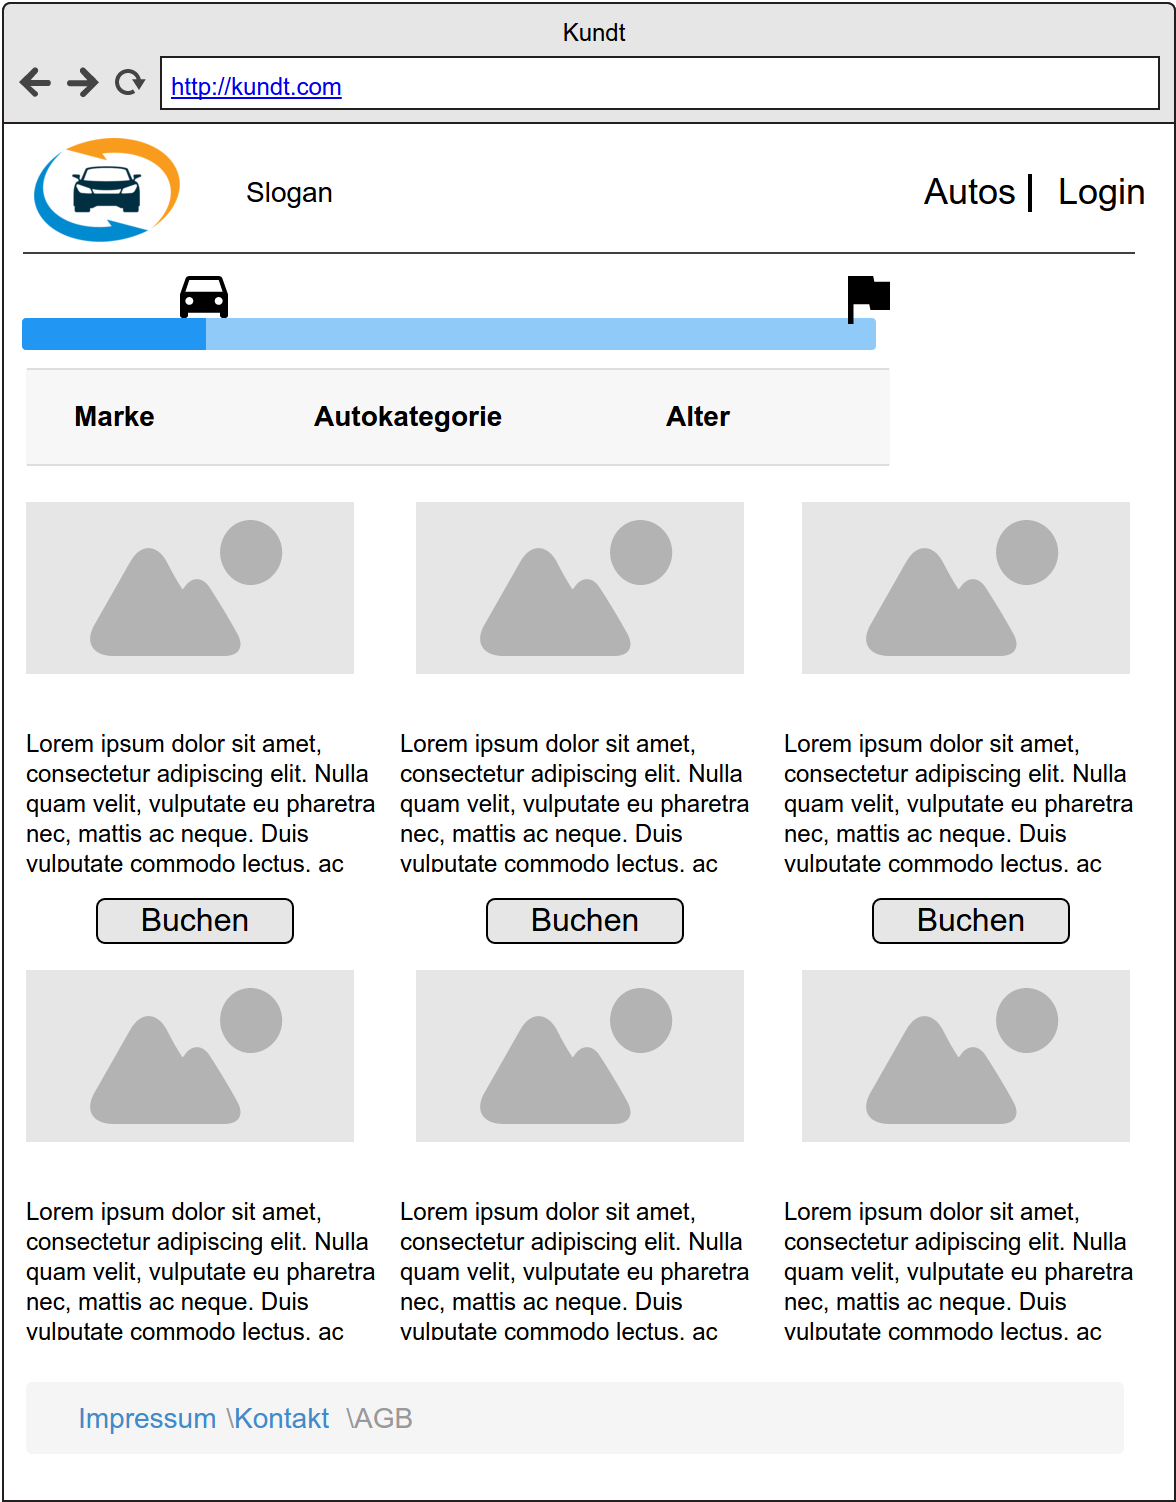 Kundt
http://kundt.com
Slogan
Autos | Login
Marke Autokategorie Alter
Lorem ipsum dolor sit amet,
consectetur adipiscing elit. Nulla
quam velit, vulputate eu pharetra
nec, mattis ac neque. Duis
vulputate commodo lectus, ac
Lorem ipsum dolor sit amet,
consectetur adipiscing elit. Nulla
quam velit, vulputate eu pharetra
nec, mattis ac neque. Duis
vulputate commodo lectus, ac
Lorem ipsum dolor sit amet,
consectetur adipiscing elit. Nulla
quam velit, vulputate eu pharetra
nec, mattis ac neque. Duis
vulputate commodo lectus, ac
Buchen Buchen Buchen
Lorem ipsum dolor sit amet,
consectetur adipiscing elit. Nulla
quam velit, vulputate eu pharetra
nec, mattis ac neque. Duis
vulputate commodo lectus, ac
Lorem ipsum dolor sit amet,
consectetur adipiscing elit. Nulla
quam velit, vulputate eu pharetra
nec, mattis ac neque. Duis
vulputate commodo lectus, ac
Lorem ipsum dolor sit amet,
consectetur adipiscing elit. Nulla
quam velit, vulputate eu pharetra
nec, mattis ac neque. Duis
vulputate commodo lectus, ac
Impressum \Kontakt \AGB